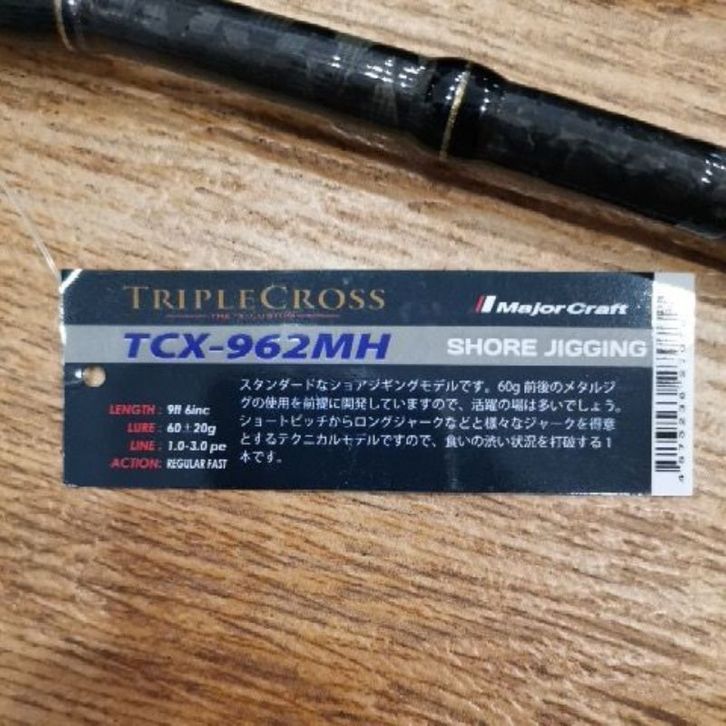 TRIPLECROSS
MajorCraft
TCX-962MH
SHORE JIGGING
LENGTH : 9ft 6inc
LURE : 60±20g
LINE : 1.0-3.0 pe
ACTION: REGULAR FAST
スタンダードなショアジギングモデルです。60g 前後のメタルジ
グの使用を前提に開発していますので、活躍の場は多いでしょう。
ショートピッチからロングジャークなどと様々なジャークを得意
とするテクニカルモデルですので、食いの渋い状況を打破する1
本です。